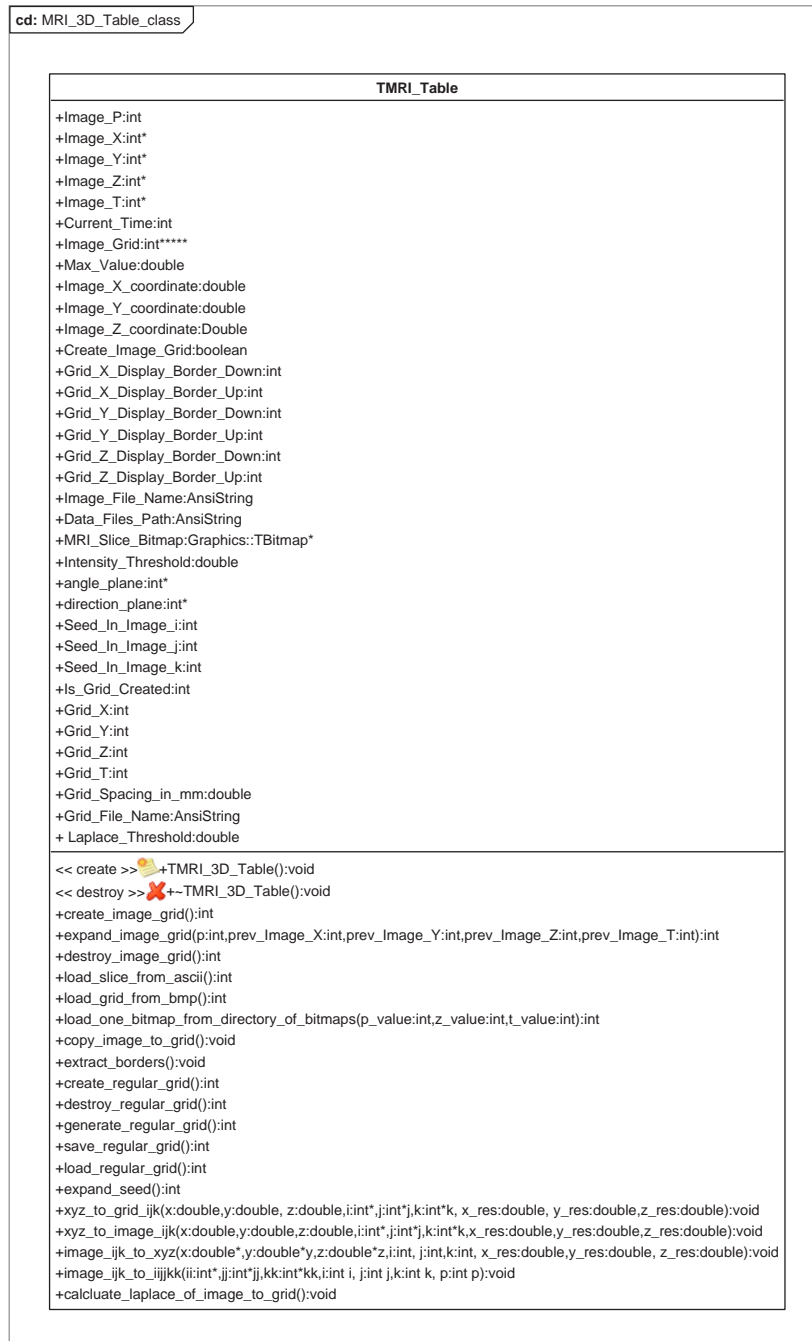 cd: MRI_3D_Table_class
TMRI_Table
+Image_P:int
+Image_X:int*
+Image_Y:int*
+Image_Z:int*
+Image_T:int*
+Current_Time:int
+Image_Grid:int*****
+Max_Value:double
+Image_X_coordinate:double
+Image_Y_coordinate:double
+Image_Z_coordinate:Double
+Create_Image_Grid:boolean
+Grid_X_Display_Border_Down:int
+Grid_X_Display_Border_Up:int
+Grid_Y_Display_Border_Down:int
+Grid_Y_Display_Border_Up:int
+Grid_Z_Display_Border_Down:int
+Grid_Z_Display_Border_Up:int
+Image_File_Name:AnsiString
+Data_Files_Path:AnsiString
+MRI_Slice_Bitmap:Graphics::TBitmap*
+Intensity_Threshold:double
+angle_plane:int*
+direction_plane:int*
+Seed_In_Image_i:int
+Seed_In_Image_j:int
+Seed_In_Image_k:int
+Is_Grid_Created:int
+Grid_X:int
+Grid_Y:int
+Grid_Z:int
+Grid_T:int
+Grid_Spacing_in_mm:double
+Grid_File_Name:AnsiString
+ Laplace_Threshold:double
<< create >> +TMRI_3D_Table():void
<< destroy >> +~TMRI_3D_Table():void
+create_image_grid():int
+expand_image_grid(p:int,prev_Image_X:int,prev_Image_Y:int,prev_Image_Z:int,prev_Image_T:int):int
+destroy_image_grid():int
+load_slice_from_ascii():int
+load_grid_from_bmp():int
+load_one_bitmap_from_directory_of_bitmaps(p_value:int,z_value:int,t_value:int):int
+copy_image_to_grid():void
+extract_borders():void
+create_regular_grid():int
+destroy_regular_grid():int
+generate_regular_grid():int
+save_regular_grid():int
+load_regular_grid():int
+expand_seed():int
+xyz_to_grid_ijk(x:double,y:double, z:double,i:int*,j:int*j,k:int*k, x_res:double, y_res:double,z_res:double):void
+xyz_to_image_ijk(x:double,y:double,z:double,i:int*,j:int*j,k:int*k,x_res:double,y_res:double,z_res:double):void
+image_ijk_to_xyz(x:double*,y:double*y,z:double*z,i:int, j:int,k:int, x_res:double,y_res:double, z_res:double):void
+image_ijk_to_iijjkk(ii:int*,jj:int*jj,kk:int*kk,i:int i, j:int j,k:int k, p:int p):void
+calcluate_laplace_of_image_to_grid():void